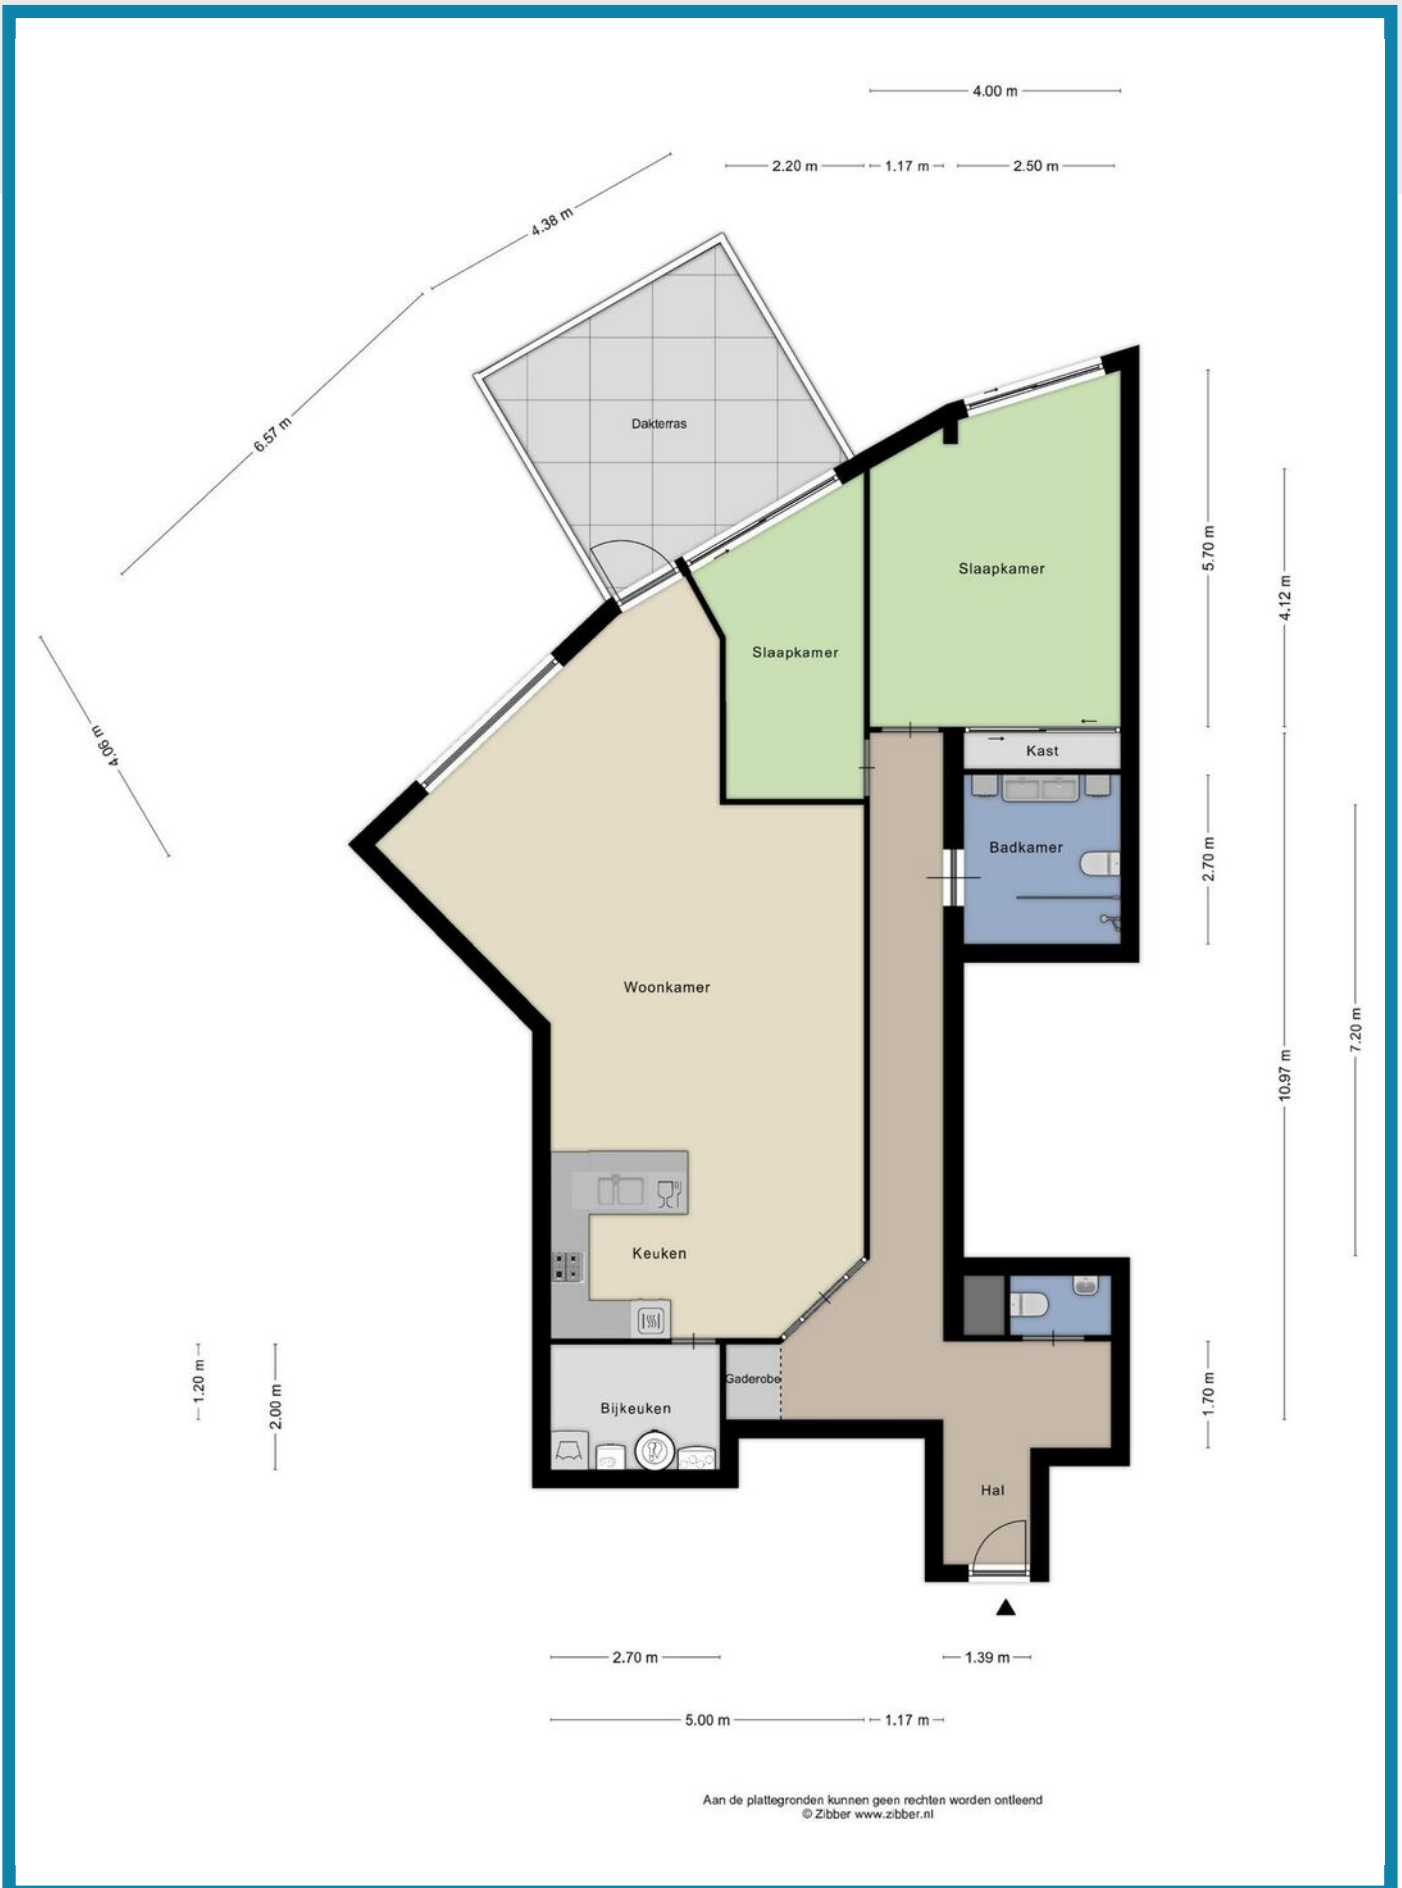 4.00 m
2.20 m
1.17 m
2.50 m
4.38 m
6.57 m
Dakterras
5.70 m
Slaapkamer
4.12 m
Slaapkamer
4.06 m
Kast
Badkamer
2.70 m
Woonkamer
7.20 m
10.97 m
Keuken
1.20 m
2.00 m
Gaderobe
1.70 m
Bijkeuken
Hal
2.70 m
1.39 m
5.00 m
1.17 m
Aan de plattegronden kunnen geen rechten worden ontleend
© Zibber www.zibber.nl